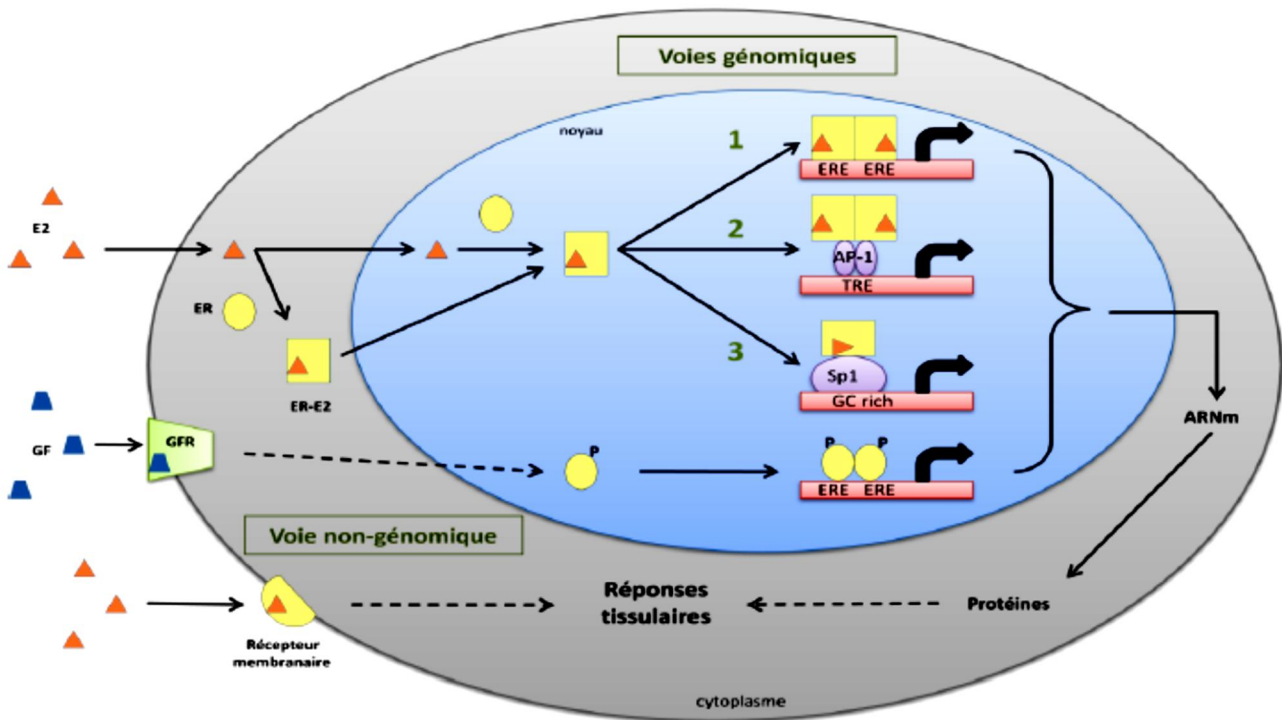 Voies génomiques
noyau
1
ERE ERE
E2
2
AP-1
TRE
ER
3
Sp1
GC rich
ER-E2
ARNm
GF
GFR
P
P P
ERE ERE
Voie non-génomique
Réponses
tissulaires
Protéines
Récepteur
membranaire
cytoplasme